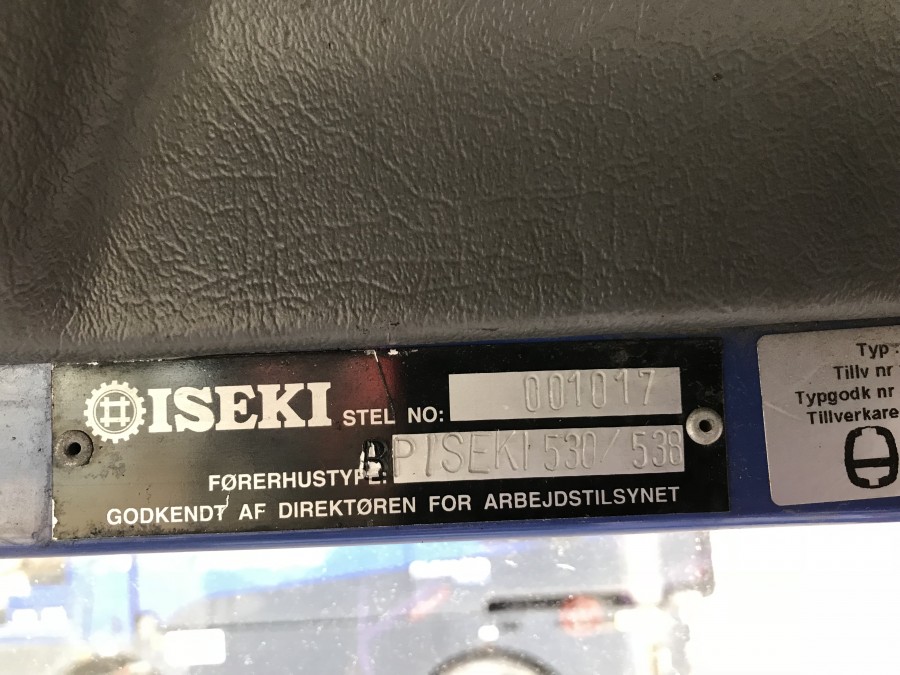 ISEKI STEL NO: 001017
FØRERHUSTYPE: BP/ISEKI 530/538
GODKENDT AF DIREKTØREN FOR ARBEJDSTILSYNET
Typ
Tillv nr
Typgodk nr
Tillverkare